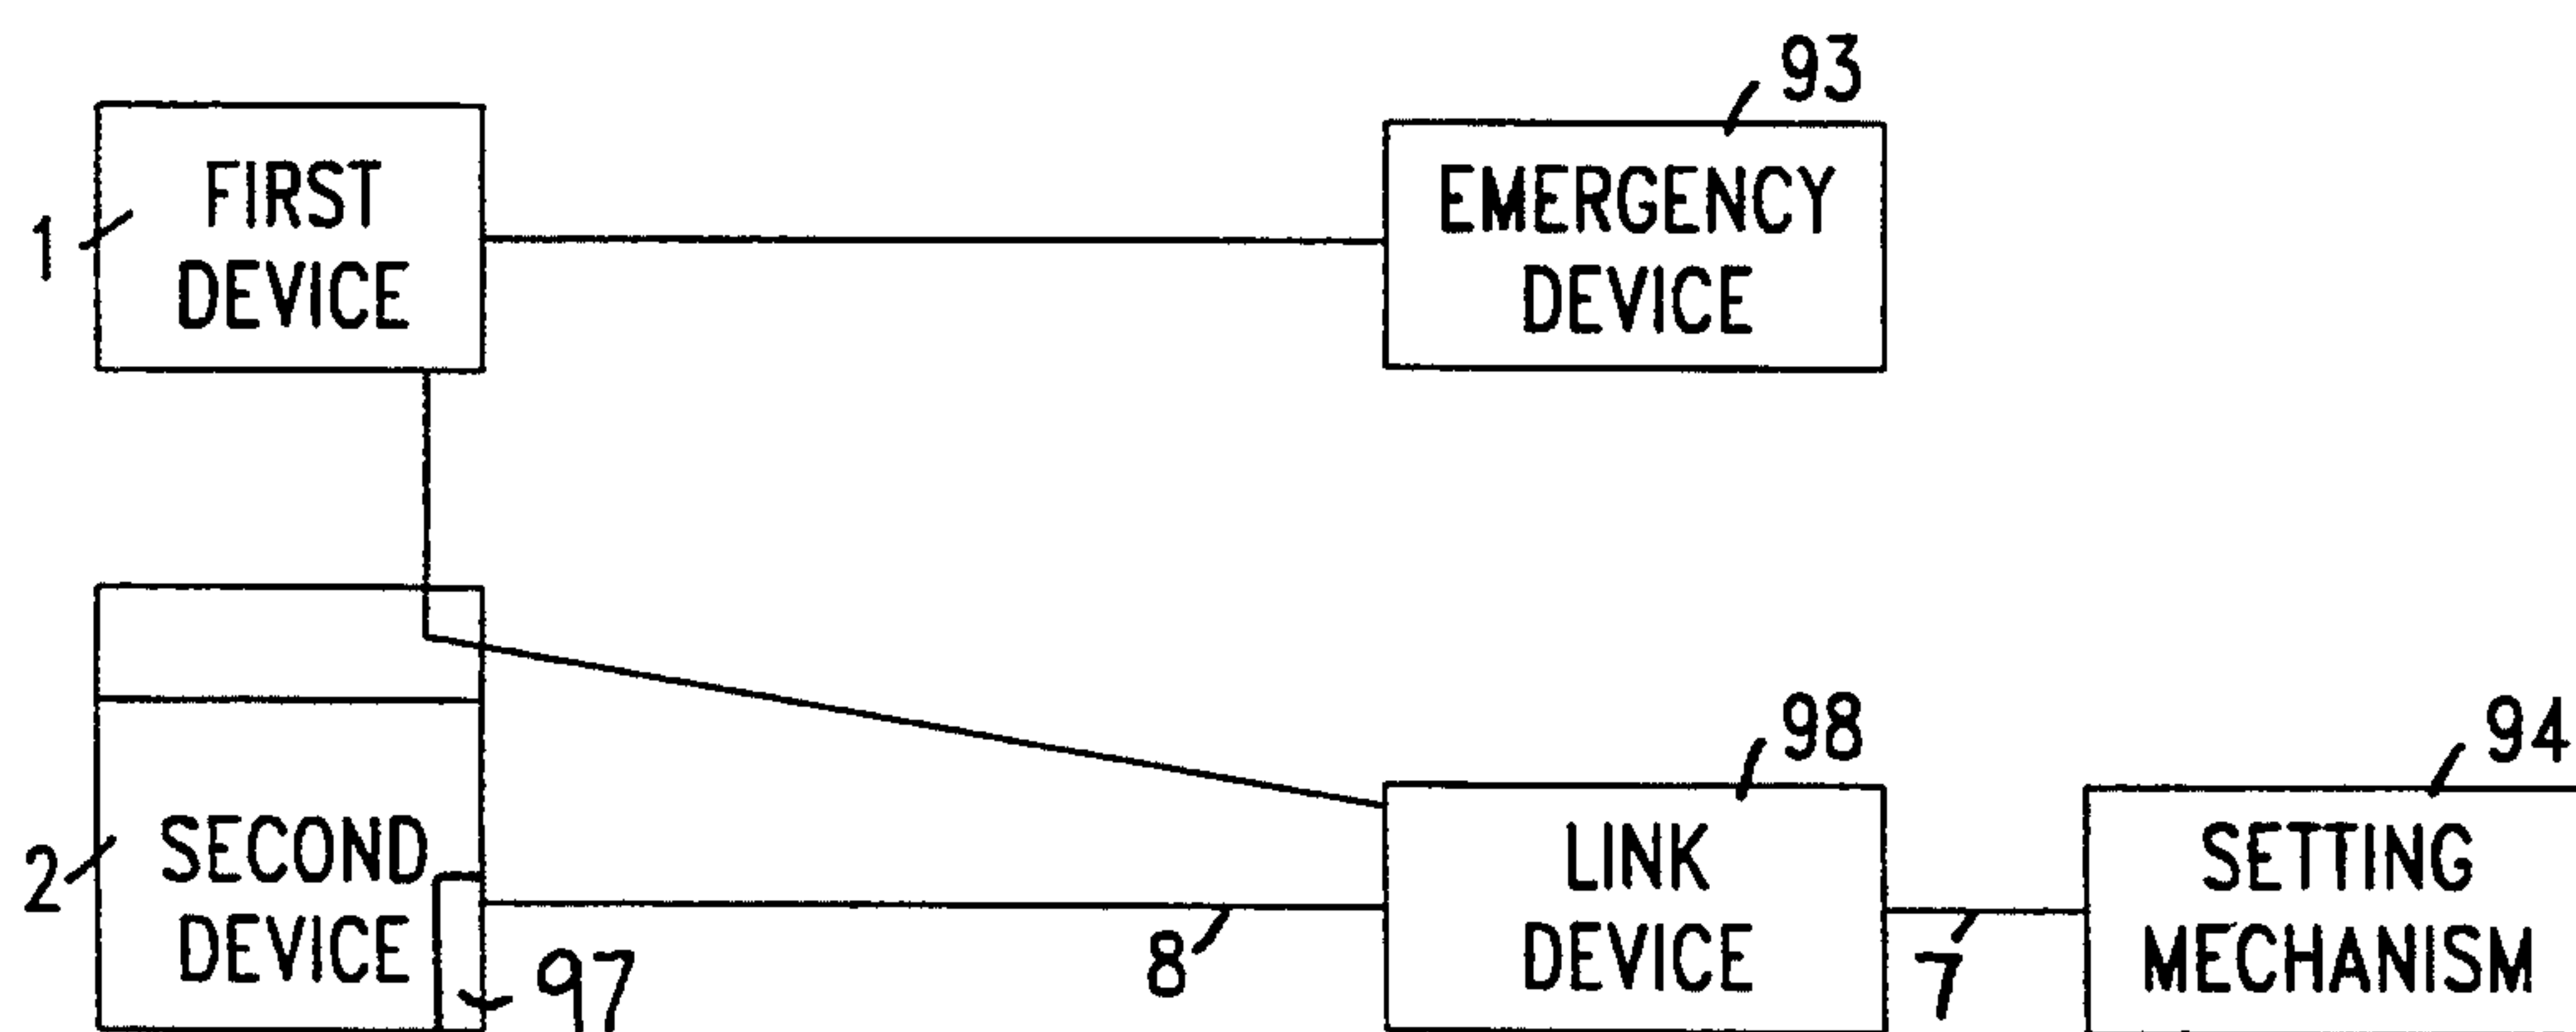 93
FIRST
DEVICE
1
EMERGENCY
DEVICE
98
94
SECOND
DEVICE
2
97
8
LINK
DEVICE
7
SETTING
MECHANISM